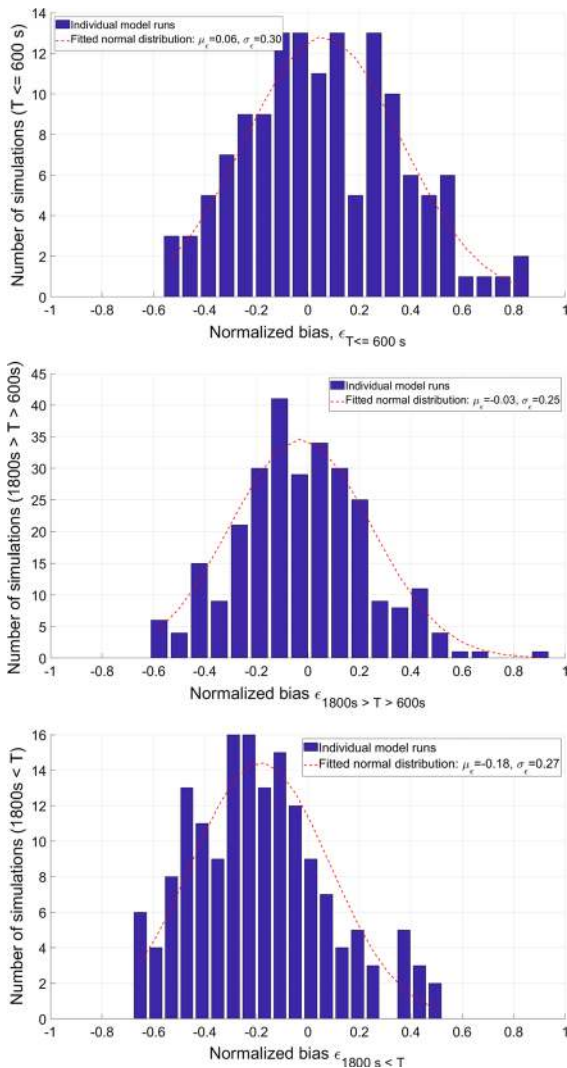 Individual model runs
Fitted normal distribution: μϵ=0.06, σϵ=0.30
Number of simulations (T <= 600 s)
14
12
10
8
6
4
2
0
-1 -0.8 -0.6 -0.4 -0.2 0 0.2 0.4 0.6 0.8 1
Normalized bias, ϵT<= 600 s
Individual model runs
Fitted normal distribution: μϵ=-0.03, σϵ=0.25
Number of simulations (1800s > T > 600s)
45
40
35
30
25
20
15
10
5
0
-1 -0.8 -0.6 -0.4 -0.2 0 0.2 0.4 0.6 0.8 1
Normalized bias ϵ1800s > T > 600s
Individual model runs
Fitted normal distribution: μϵ=-0.18, σϵ=0.27
Number of simulations (1800s < T)
16
14
12
10
8
6
4
2
0
-1 -0.8 -0.6 -0.4 -0.2 0 0.2 0.4 0.6 0.8 1
Normalized bias ϵ1800 s < T